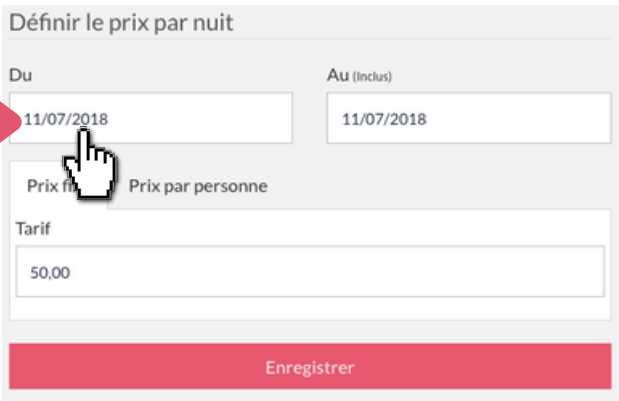 Définir le prix par nuit
Du Au (Inclus)
11/07/2018 11/07/2018
Prix Prix par personne
Tarif
50,00
Enregistrer